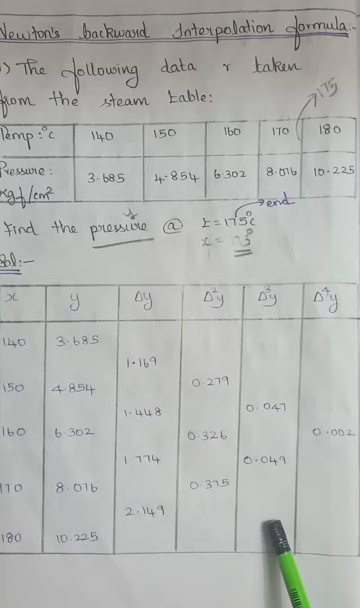 Newton's backward Interpolation formula:-
) The following data r taken
from the steam table:
175
Temp:°c 140 150 160 170 180
Pressure: kgf/cm² 3.685 4.854 6.302 8.076 10.225
end
Find the pressure @ t=175°c
x = 175°
Sol:-
x y Δy Δ²y Δ³y Δ⁴y
140 3.685
1.169
150 4.854 0.279
1.448 0.047
160 6.302 0.326 0.002
1.774 0.049
170 8.076 0.375
2.149
180 10.225